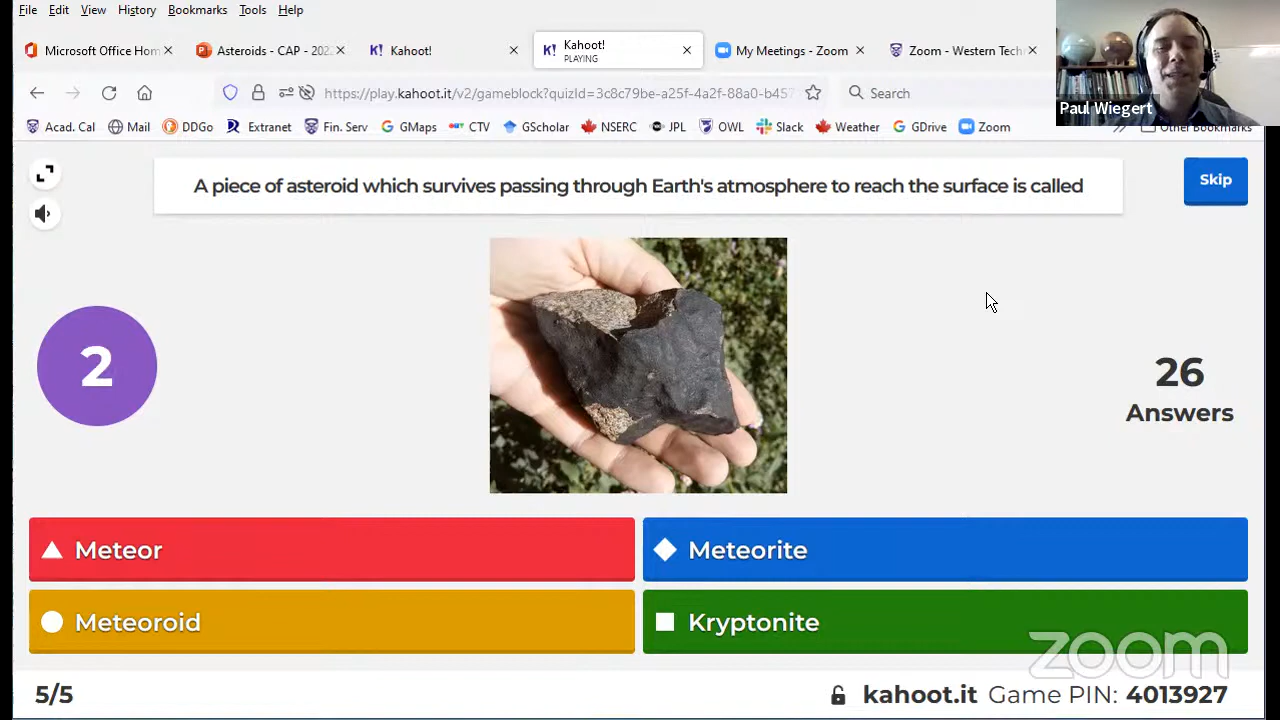 File Edit View History Bookmarks Tools Help
Microsoft Office Hom
Asteroids - CAP - 202
K! Kahoot!
K! Kahoot!
PLAYING
My Meetings - Zoom
Zoom - Western Tech
https://play.kahoot.it/v2/gameblock?quizId=3c8c79be-a25f-4a2f-88a0-b457
Search
Paul Wiegert
Acad. Cal Mail DDGo Extranet Fin. Serv GMaps CTV GScholar NSERC JPL OWL Slack Weather GDrive Zoom
Other Bookmarks
A piece of asteroid which survives passing through Earth's atmosphere to reach the surface is called
Skip
2
26
Answers
Meteor
Meteorite
Meteoroid
Kryptonite
zoom
5/5
kahoot.it Game PIN: 4013927